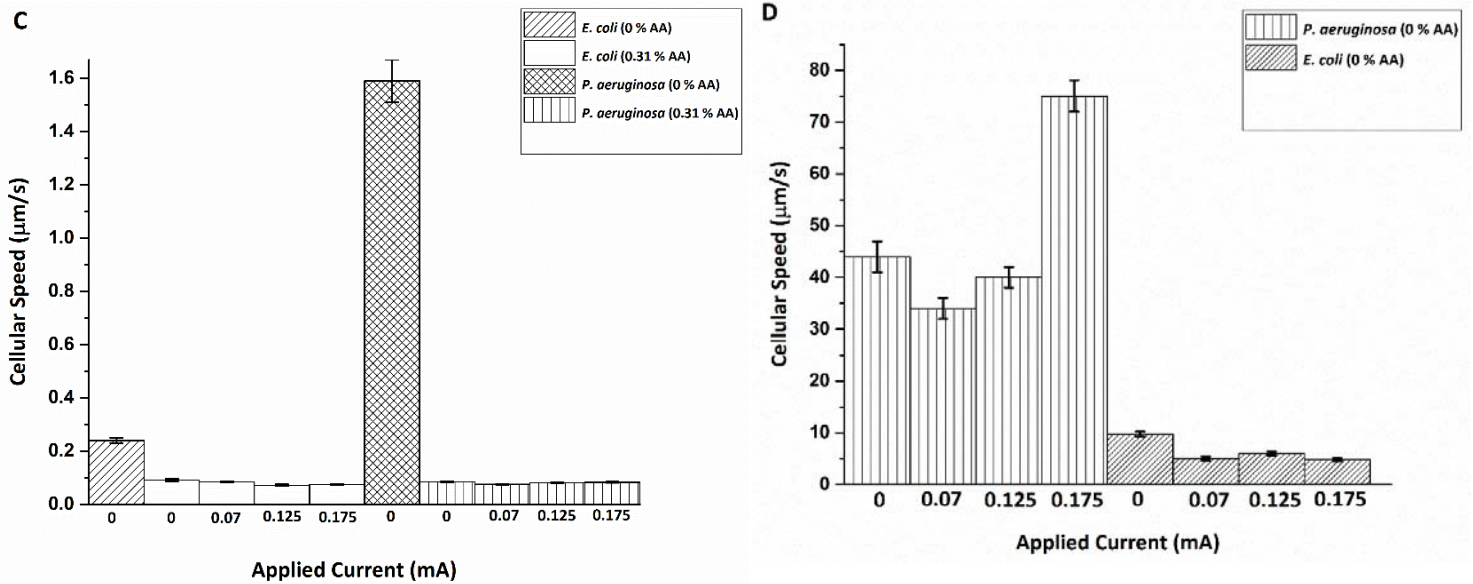 C
E. coli (0 % AA)
E. coli (0.31 % AA)
P. aeruginosa (0 % AA)
P. aeruginosa (0.31 % AA)
Cellular Speed (μm/s)
1.6
1.4
1.2
1.0
0.8
0.6
0.4
0.2
0.0
0 0 0.07 0.125 0.175 0 0 0.07 0.125 0.175
Applied Current (mA)
D
P. aeruginosa (0 % AA)
E. coli (0 % AA)
Cellular Speed (μm/s)
80
70
60
50
40
30
20
10
0
0 0.07 0.125 0.175 0 0.07 0.125 0.175
Applied Current (mA)